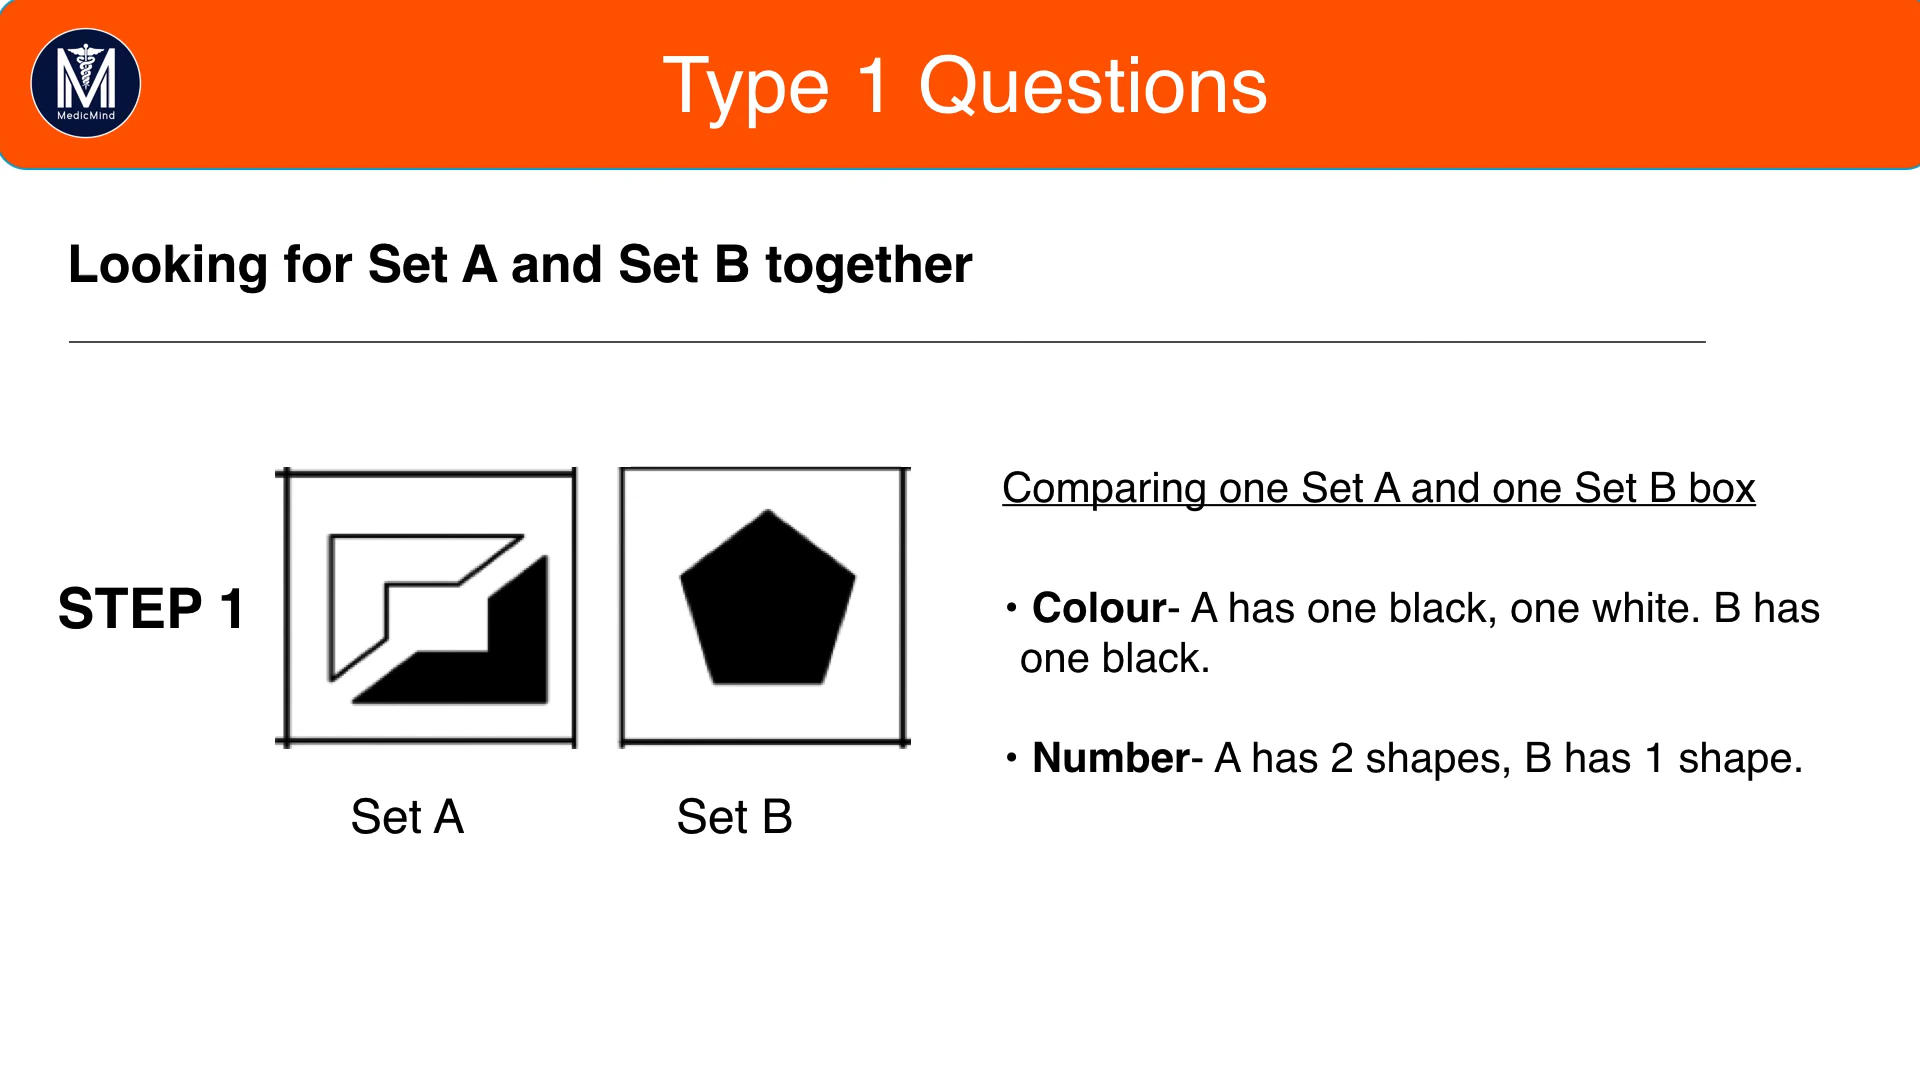 M
MedicMind
Type 1 Questions
Looking for Set A and Set B together
STEP 1
Set A
Set B
Comparing one Set A and one Set B box
• Colour- A has one black, one white. B has
one black.
• Number- A has 2 shapes, B has 1 shape.